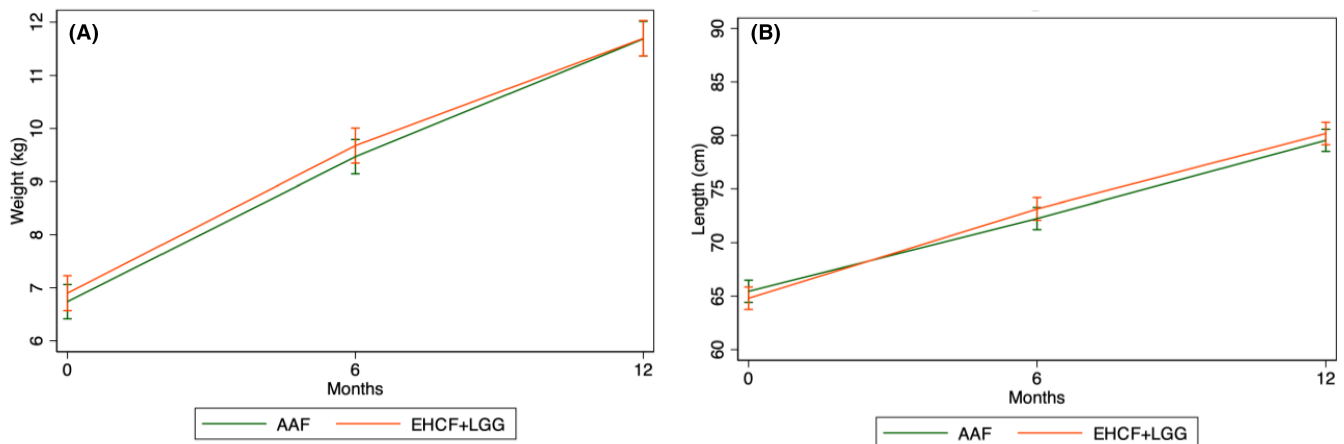 (A)
Weight (kg)
12
11
10
9
8
7
6
0 6 12
Months
AAF EHCF+LGG
(B)
Length (cm)
90
85
80
75
70
65
60
0 6 12
Months
AAF EHCF+LGG